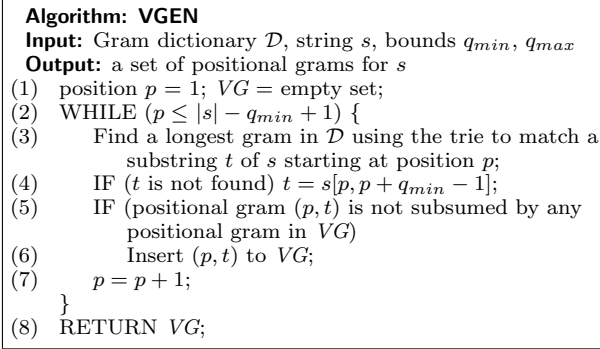 Algorithm: VGEN
Input: Gram dictionary 𝒟, string s, bounds q_min, q_max
Output: a set of positional grams for s
(1) position p = 1; VG = empty set;
(2) WHILE (p ≤ |s| − q_min + 1) {
(3) Find a longest gram in 𝒟 using the trie to match a
substring t of s starting at position p;
(4) IF (t is not found) t = s[p, p + q_min − 1];
(5) IF (positional gram (p, t) is not subsumed by any
positional gram in VG)
(6) Insert (p, t) to VG;
(7) p = p + 1;
}
(8) RETURN VG;